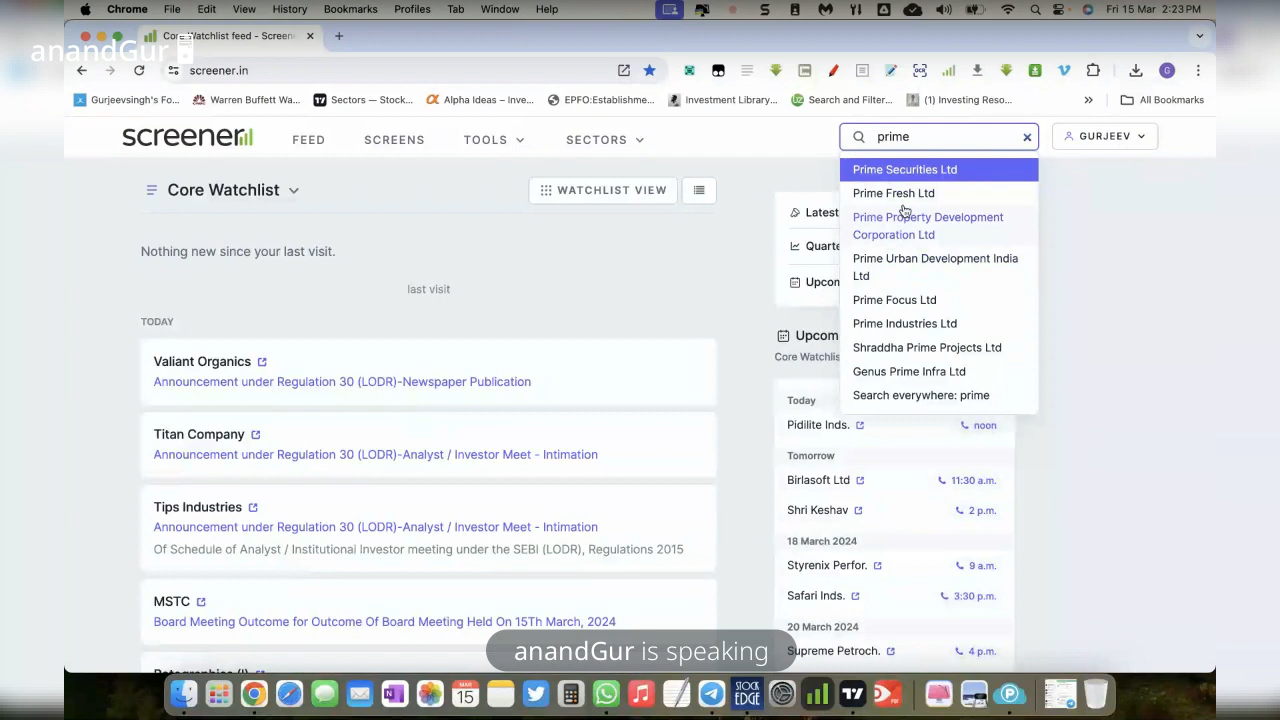 Chrome File Edit View History Bookmarks Profiles Tab Window Help Fri 15 Mar 2:23 PM
anandGur
Core Watchlist feed - Screene
screener.in
Gurjeevsingh's Fo... Warren Buffett Wa... Sectors — Stock... Alpha Ideas – Inve... EPFO:Establishme... Investment Library... Search and Filter... (1) Investing Reso... » All Bookmarks
screener FEED SCREENS TOOLS SECTORS prime GURJEEV
Prime Securities Ltd
Prime Fresh Ltd
Prime Property Development
Corporation Ltd
Prime Urban Development India
Ltd
Prime Focus Ltd
Prime Industries Ltd
Shraddha Prime Projects Ltd
Genus Prime Infra Ltd
Search everywhere: prime
Core Watchlist WATCHLIST VIEW
Nothing new since your last visit.
last visit
TODAY
Valiant Organics
Announcement under Regulation 30 (LODR)-Newspaper Publication
Titan Company
Announcement under Regulation 30 (LODR)-Analyst / Investor Meet - Intimation
Tips Industries
Announcement under Regulation 30 (LODR)-Analyst / Investor Meet - Intimation
Of Schedule of Analyst / Institutional Investor meeting under the SEBI (LODR), Regulations 2015
MSTC
Board Meeting Outcome for Outcome Of Board Meeting Held On 15Th March, 2024
Latest
Quarte
Upcom
Upcom
Core Watchlis
Today
Pidilite Inds. noon
Tomorrow
Birlasoft Ltd 11:30 a.m.
Shri Keshav 2 p.m.
18 March 2024
Styrenix Perfor. 9 a.m.
Safari Inds. 3:30 p.m.
20 March 2024
Supreme Petroch. 4 p.m.
anandGur is speaking
MAR
15
STOCK
EDGE